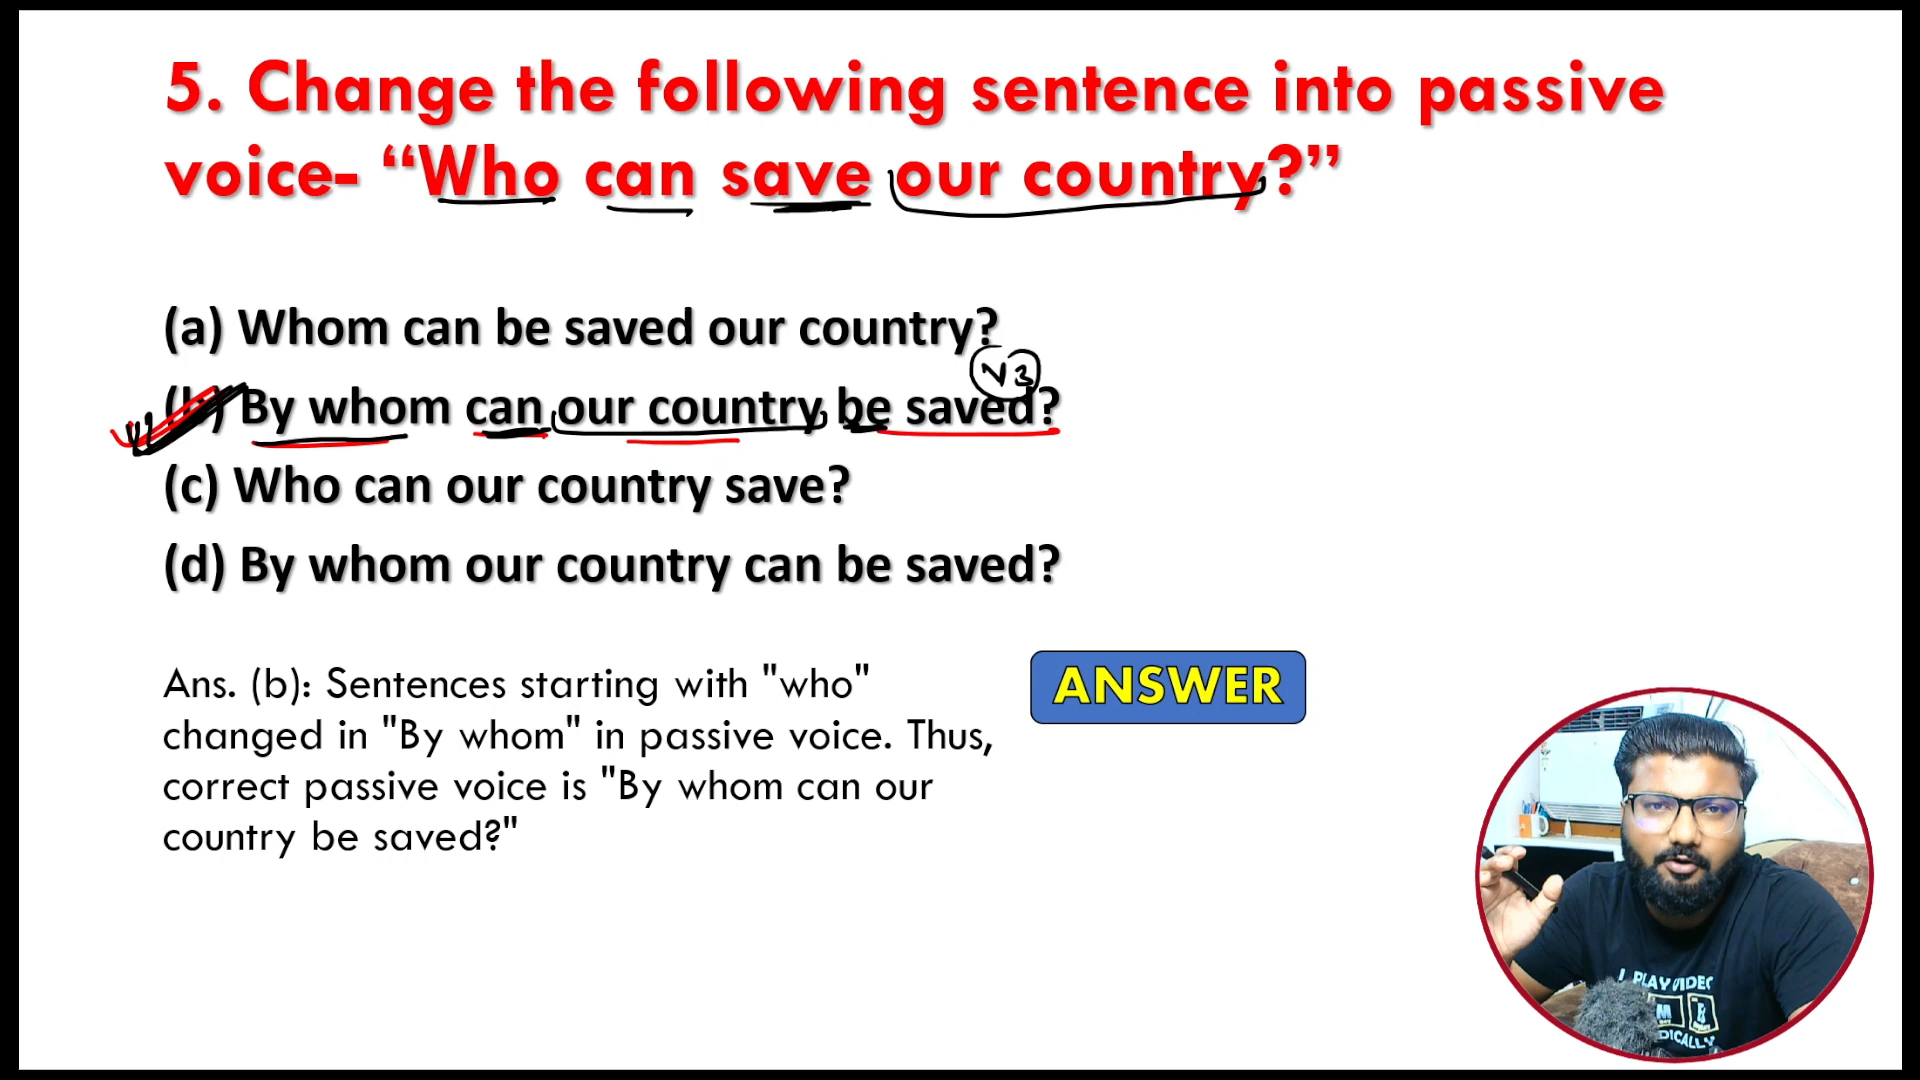 5. Change the following sentence into passive
voice- “Who can save our country?”
(a) Whom can be saved our country?
V3
(b) By whom can our country be saved?
(c) Who can our country save?
(d) By whom our country can be saved?
Ans. (b): Sentences starting with "who"
changed in "By whom" in passive voice. Thus,
correct passive voice is "By whom can our
country be saved?"
ANSWER
I PLAY VIDEO